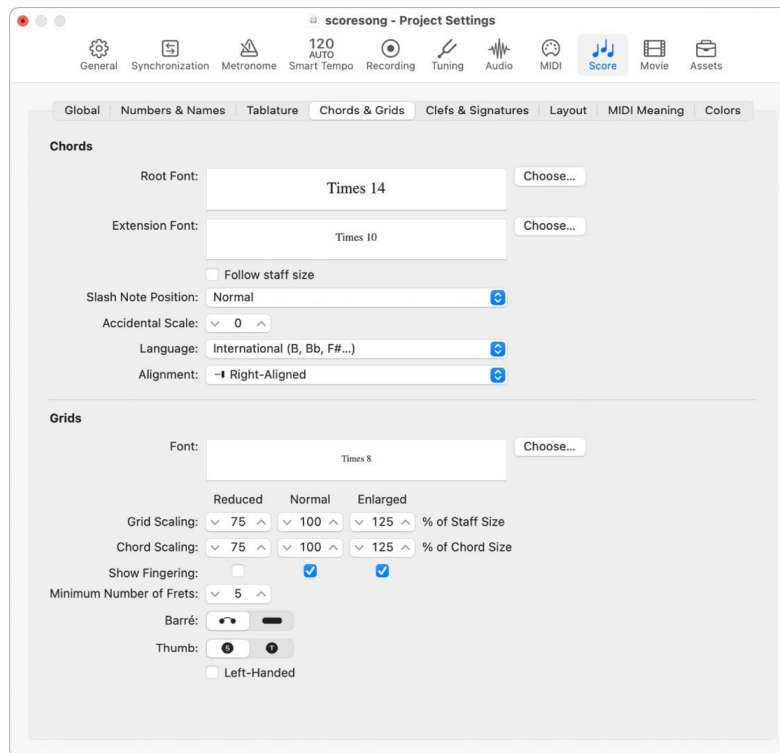 scoresong - Project Settings
120
AUTO
General Synchronization Metronome Smart Tempo Recording Tuning Audio MIDI Score Movie Assets
Global Numbers & Names Tablature Chords & Grids Clefs & Signatures Layout MIDI Meaning Colors
Chords
Root Font: Times 14 Choose...
Extension Font: Times 10 Choose...
Follow staff size
Slash Note Position: Normal
Accidental Scale: 0
Language: International (B, Bb, F#...)
Alignment: Right-Aligned
Grids
Font: Times 8 Choose...
Reduced Normal Enlarged
Grid Scaling: 75 100 125 % of Staff Size
Chord Scaling: 75 100 125 % of Chord Size
Show Fingering:
Minimum Number of Frets: 5
Barré:
Thumb: 5 T
Left-Handed